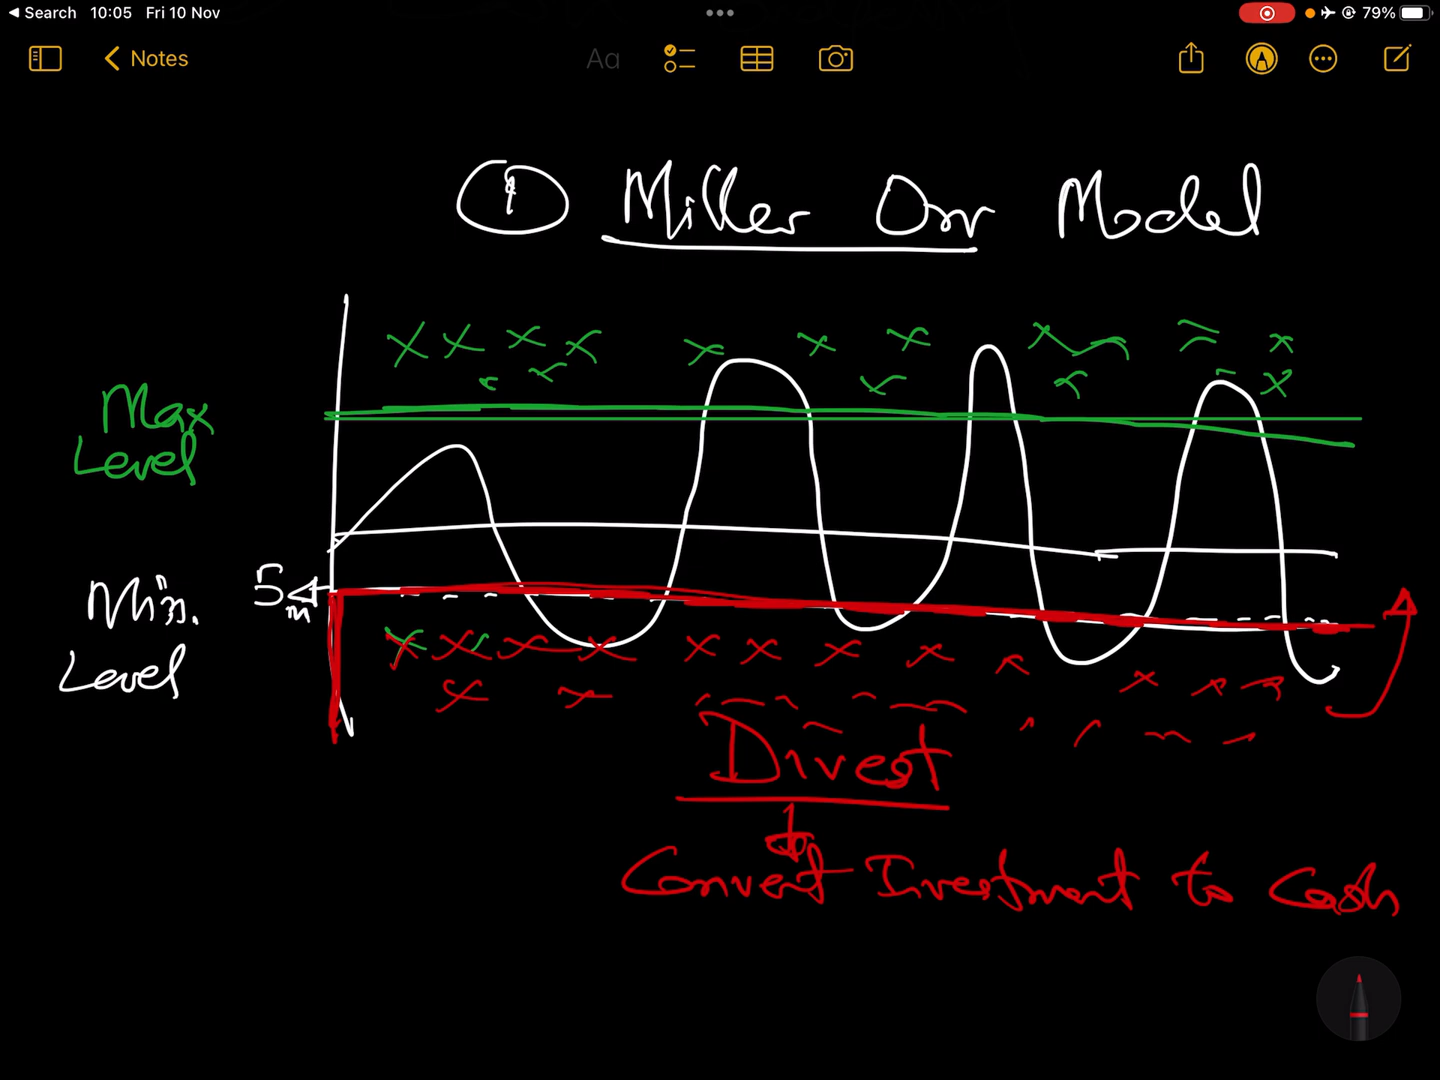 Search 10:05 Fri 10 Nov
79%
Notes
Aa
1 Miller Orr Model
Max
Level
5m
Min.
Level
Divest
Convert Investment to Cash